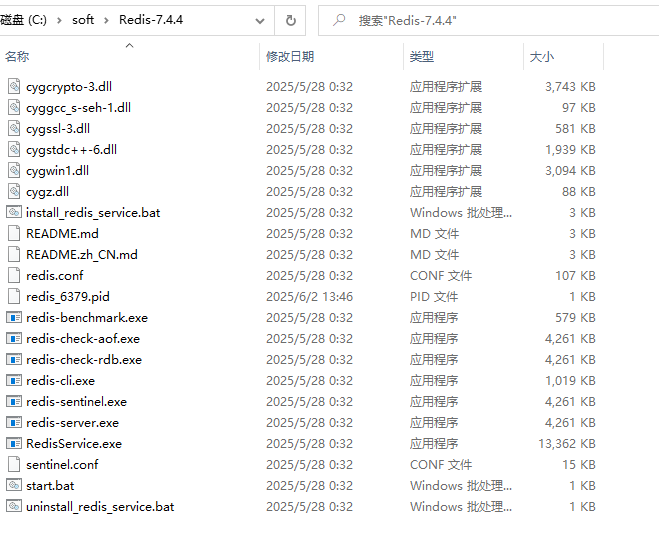 磁盘 (C:) › soft › Redis-7.4.4 搜索"Redis-7.4.4"
名称 修改日期 类型 大小
cygcrypto-3.dll 2025/5/28 0:32 应用程序扩展 3,743 KB
cyggcc_s-seh-1.dll 2025/5/28 0:32 应用程序扩展 97 KB
cygssl-3.dll 2025/5/28 0:32 应用程序扩展 581 KB
cygstdc++-6.dll 2025/5/28 0:32 应用程序扩展 1,939 KB
cygwin1.dll 2025/5/28 0:32 应用程序扩展 3,094 KB
cygz.dll 2025/5/28 0:32 应用程序扩展 88 KB
install_redis_service.bat 2025/5/28 0:32 Windows 批处理... 3 KB
README.md 2025/5/28 0:32 MD 文件 3 KB
README.zh_CN.md 2025/5/28 0:32 MD 文件 3 KB
redis.conf 2025/5/28 0:32 CONF 文件 107 KB
redis_6379.pid 2025/6/2 13:46 PID 文件 1 KB
redis-benchmark.exe 2025/5/28 0:32 应用程序 579 KB
redis-check-aof.exe 2025/5/28 0:32 应用程序 4,261 KB
redis-check-rdb.exe 2025/5/28 0:32 应用程序 4,261 KB
redis-cli.exe 2025/5/28 0:32 应用程序 1,019 KB
redis-sentinel.exe 2025/5/28 0:32 应用程序 4,261 KB
redis-server.exe 2025/5/28 0:32 应用程序 4,261 KB
RedisService.exe 2025/5/28 0:32 应用程序 13,362 KB
sentinel.conf 2025/5/28 0:32 CONF 文件 15 KB
start.bat 2025/5/28 0:32 Windows 批处理... 1 KB
uninstall_redis_service.bat 2025/5/28 0:32 Windows 批处理... 1 KB